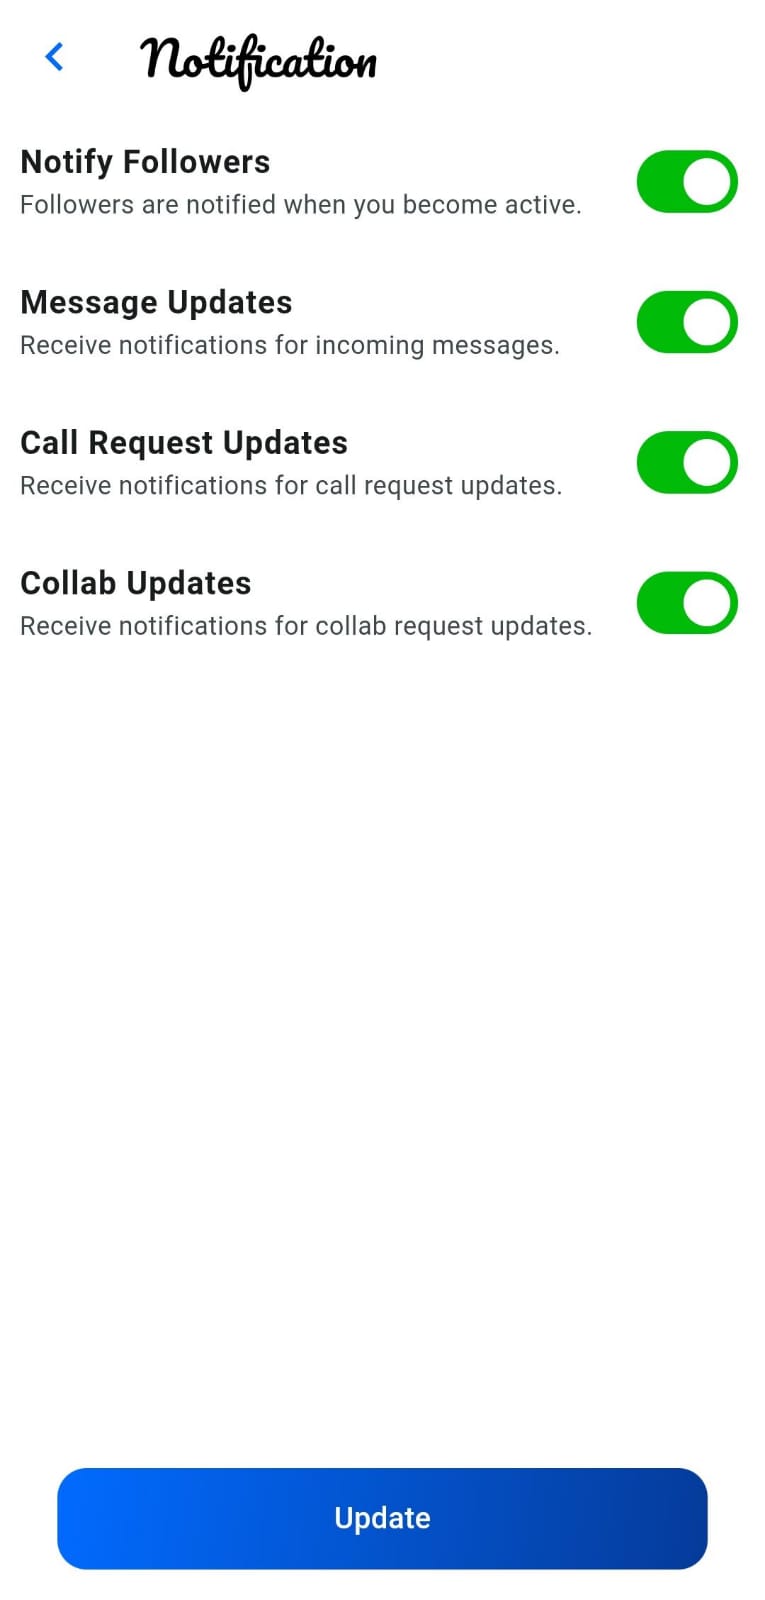 Notification
Notify Followers
Followers are notified when you become active.
Message Updates
Receive notifications for incoming messages.
Call Request Updates
Receive notifications for call request updates.
Collab Updates
Receive notifications for collab request updates.
Update